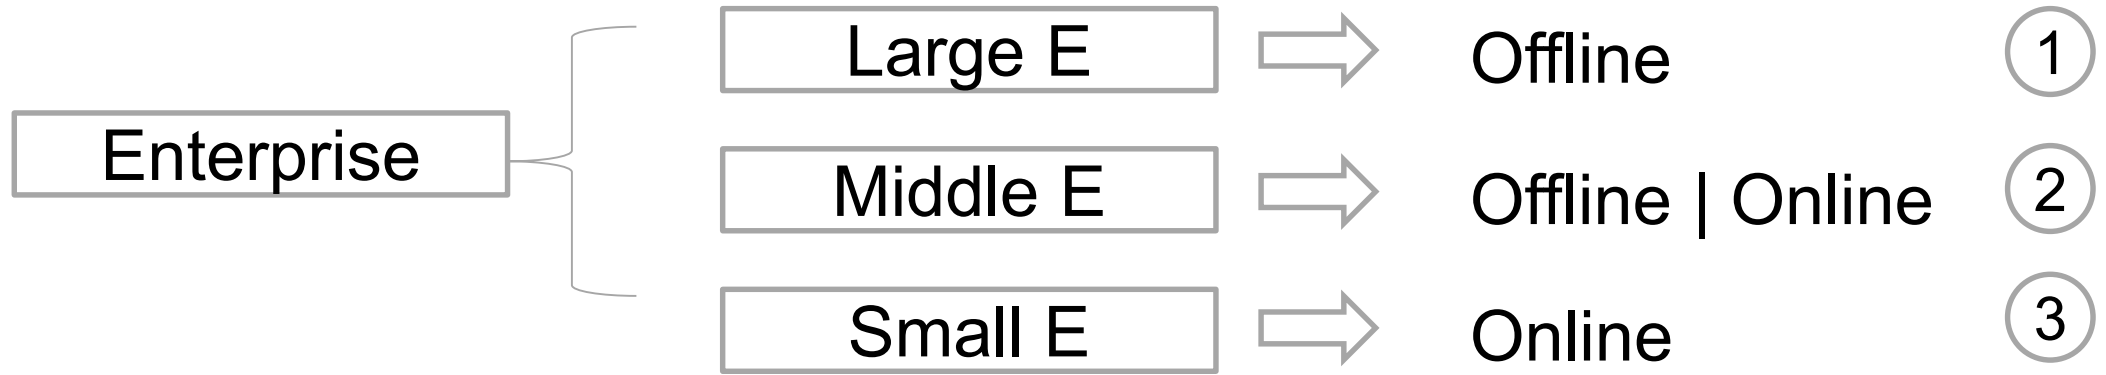 Enterprise
Large E
Offline
1
Middle E
Offline | Online
2
Small E
Online
3